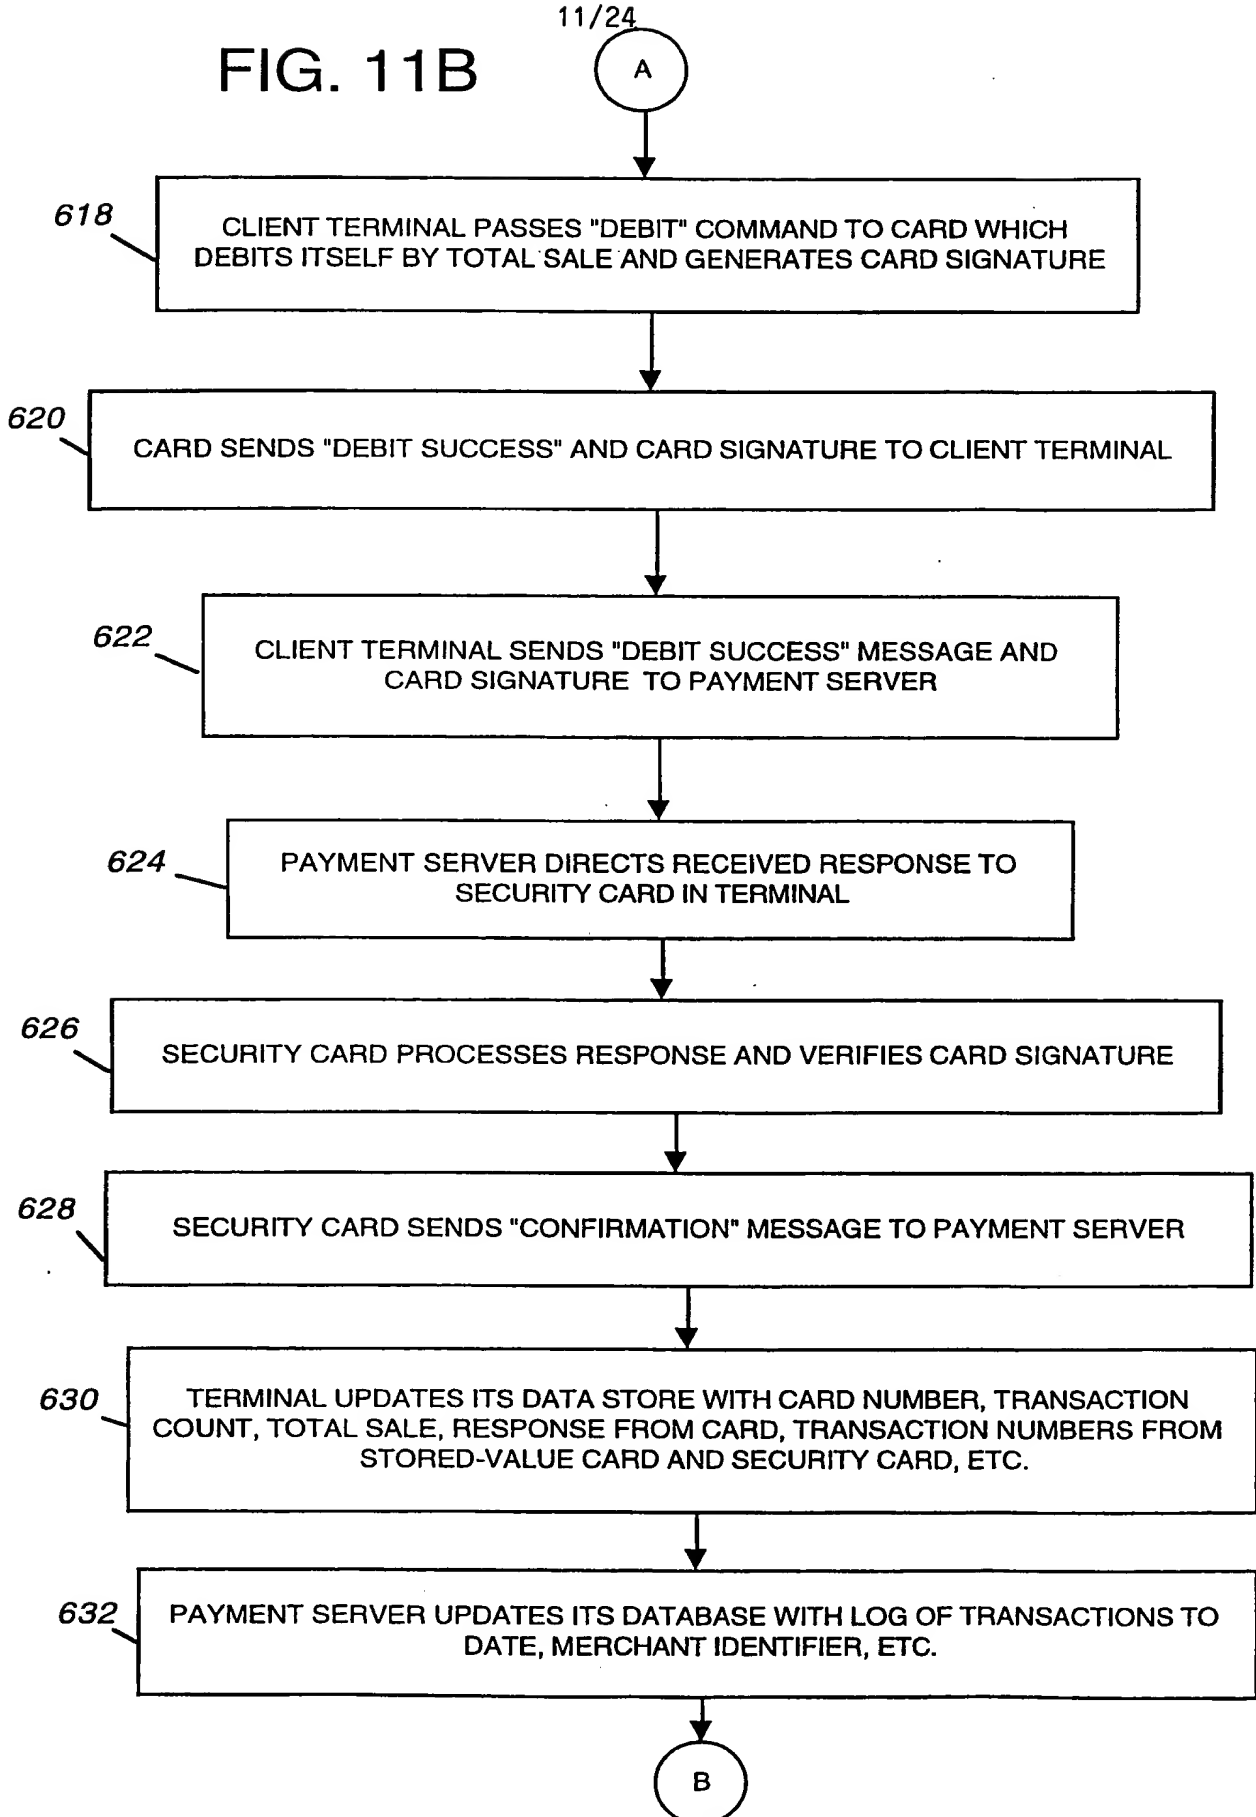 11/24
FIG. 11B
A
618
CLIENT TERMINAL PASSES "DEBIT" COMMAND TO CARD WHICH
DEBITS ITSELF BY TOTAL SALE AND GENERATES CARD SIGNATURE
620
CARD SENDS "DEBIT SUCCESS" AND CARD SIGNATURE TO CLIENT TERMINAL
622
CLIENT TERMINAL SENDS "DEBIT SUCCESS" MESSAGE AND
CARD SIGNATURE TO PAYMENT SERVER
624
PAYMENT SERVER DIRECTS RECEIVED RESPONSE TO
SECURITY CARD IN TERMINAL
626
SECURITY CARD PROCESSES RESPONSE AND VERIFIES CARD SIGNATURE
628
SECURITY CARD SENDS "CONFIRMATION" MESSAGE TO PAYMENT SERVER
630
TERMINAL UPDATES ITS DATA STORE WITH CARD NUMBER, TRANSACTION
COUNT, TOTAL SALE, RESPONSE FROM CARD, TRANSACTION NUMBERS FROM
STORED-VALUE CARD AND SECURITY CARD, ETC.
632
PAYMENT SERVER UPDATES ITS DATABASE WITH LOG OF TRANSACTIONS TO
DATE, MERCHANT IDENTIFIER, ETC.
B